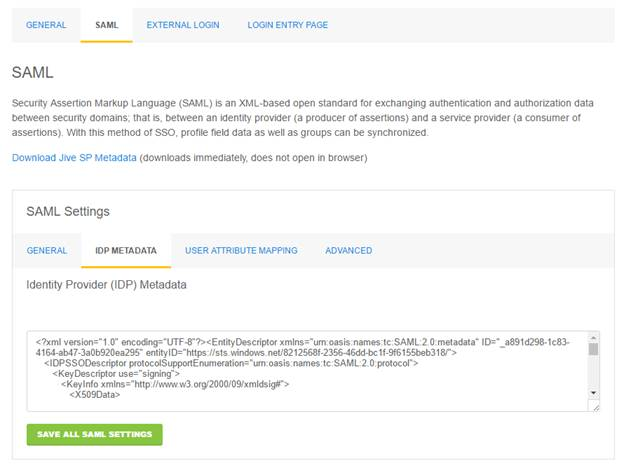 GENERAL SAML EXTERNAL LOGIN LOGIN ENTRY PAGE
SAML
Security Assertion Markup Language (SAML) is an XML-based open standard for exchanging authentication and authorization data
between security domains; that is, between an identity provider (a producer of assertions) and a service provider (a consumer of
assertions). With this method of SSO, profile field data as well as groups can be synchronized.
Download Jive SP Metadata (downloads immediately, does not open in browser)
SAML Settings
GENERAL IDP METADATA USER ATTRIBUTE MAPPING ADVANCED
Identity Provider (IDP) Metadata
<?xml version="1.0" encoding="UTF-8"?><EntityDescriptor xmlns="urn:oasis:names:tc:SAML:2.0:metadata" ID="_a891d298-1c83-
4164-ab47-3a0b920ea295" entityID="https://sts.windows.net/8212568f-2356-46dd-bc1f-9f6155beb318/">
<IDPSSODescriptor protocolSupportEnumeration="urn:oasis:names:tc:SAML:2.0:protocol">
<KeyDescriptor use="signing">
<KeyInfo xmlns="http://www.w3.org/2000/09/xmldsig#">
<X509Data>
SAVE ALL SAML SETTINGS